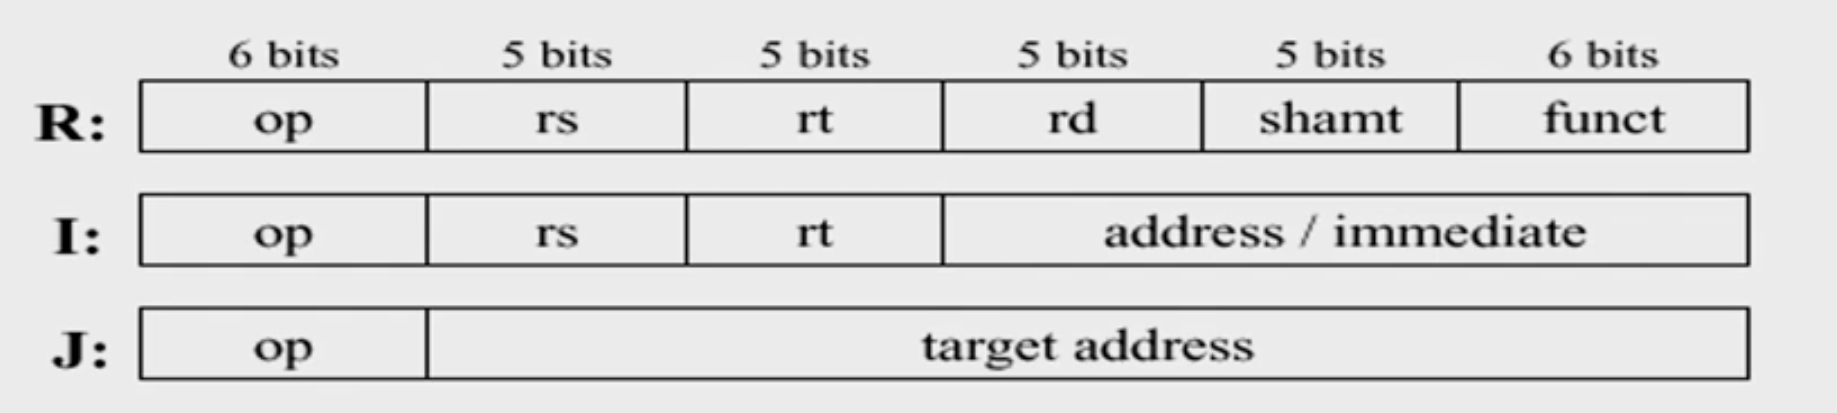 6 bits 5 bits 5 bits 5 bits 5 bits 6 bits
R: op rs rt rd shamt funct
I: op rs rt address / immediate
J: op target address